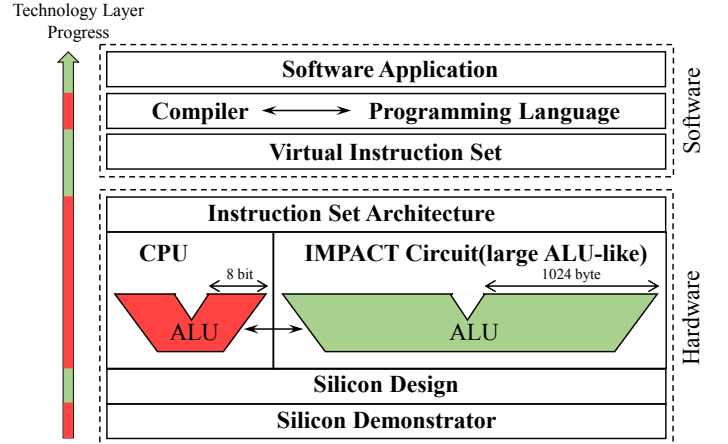 Technology Layer
Progress
Software Application
Compiler Programming Language
Virtual Instruction Set
Software
Instruction Set Architecture
CPU IMPACT Circuit(large ALU-like)
8 bit 1024 byte
ALU ALU
Silicon Design
Silicon Demonstrator
Hardware